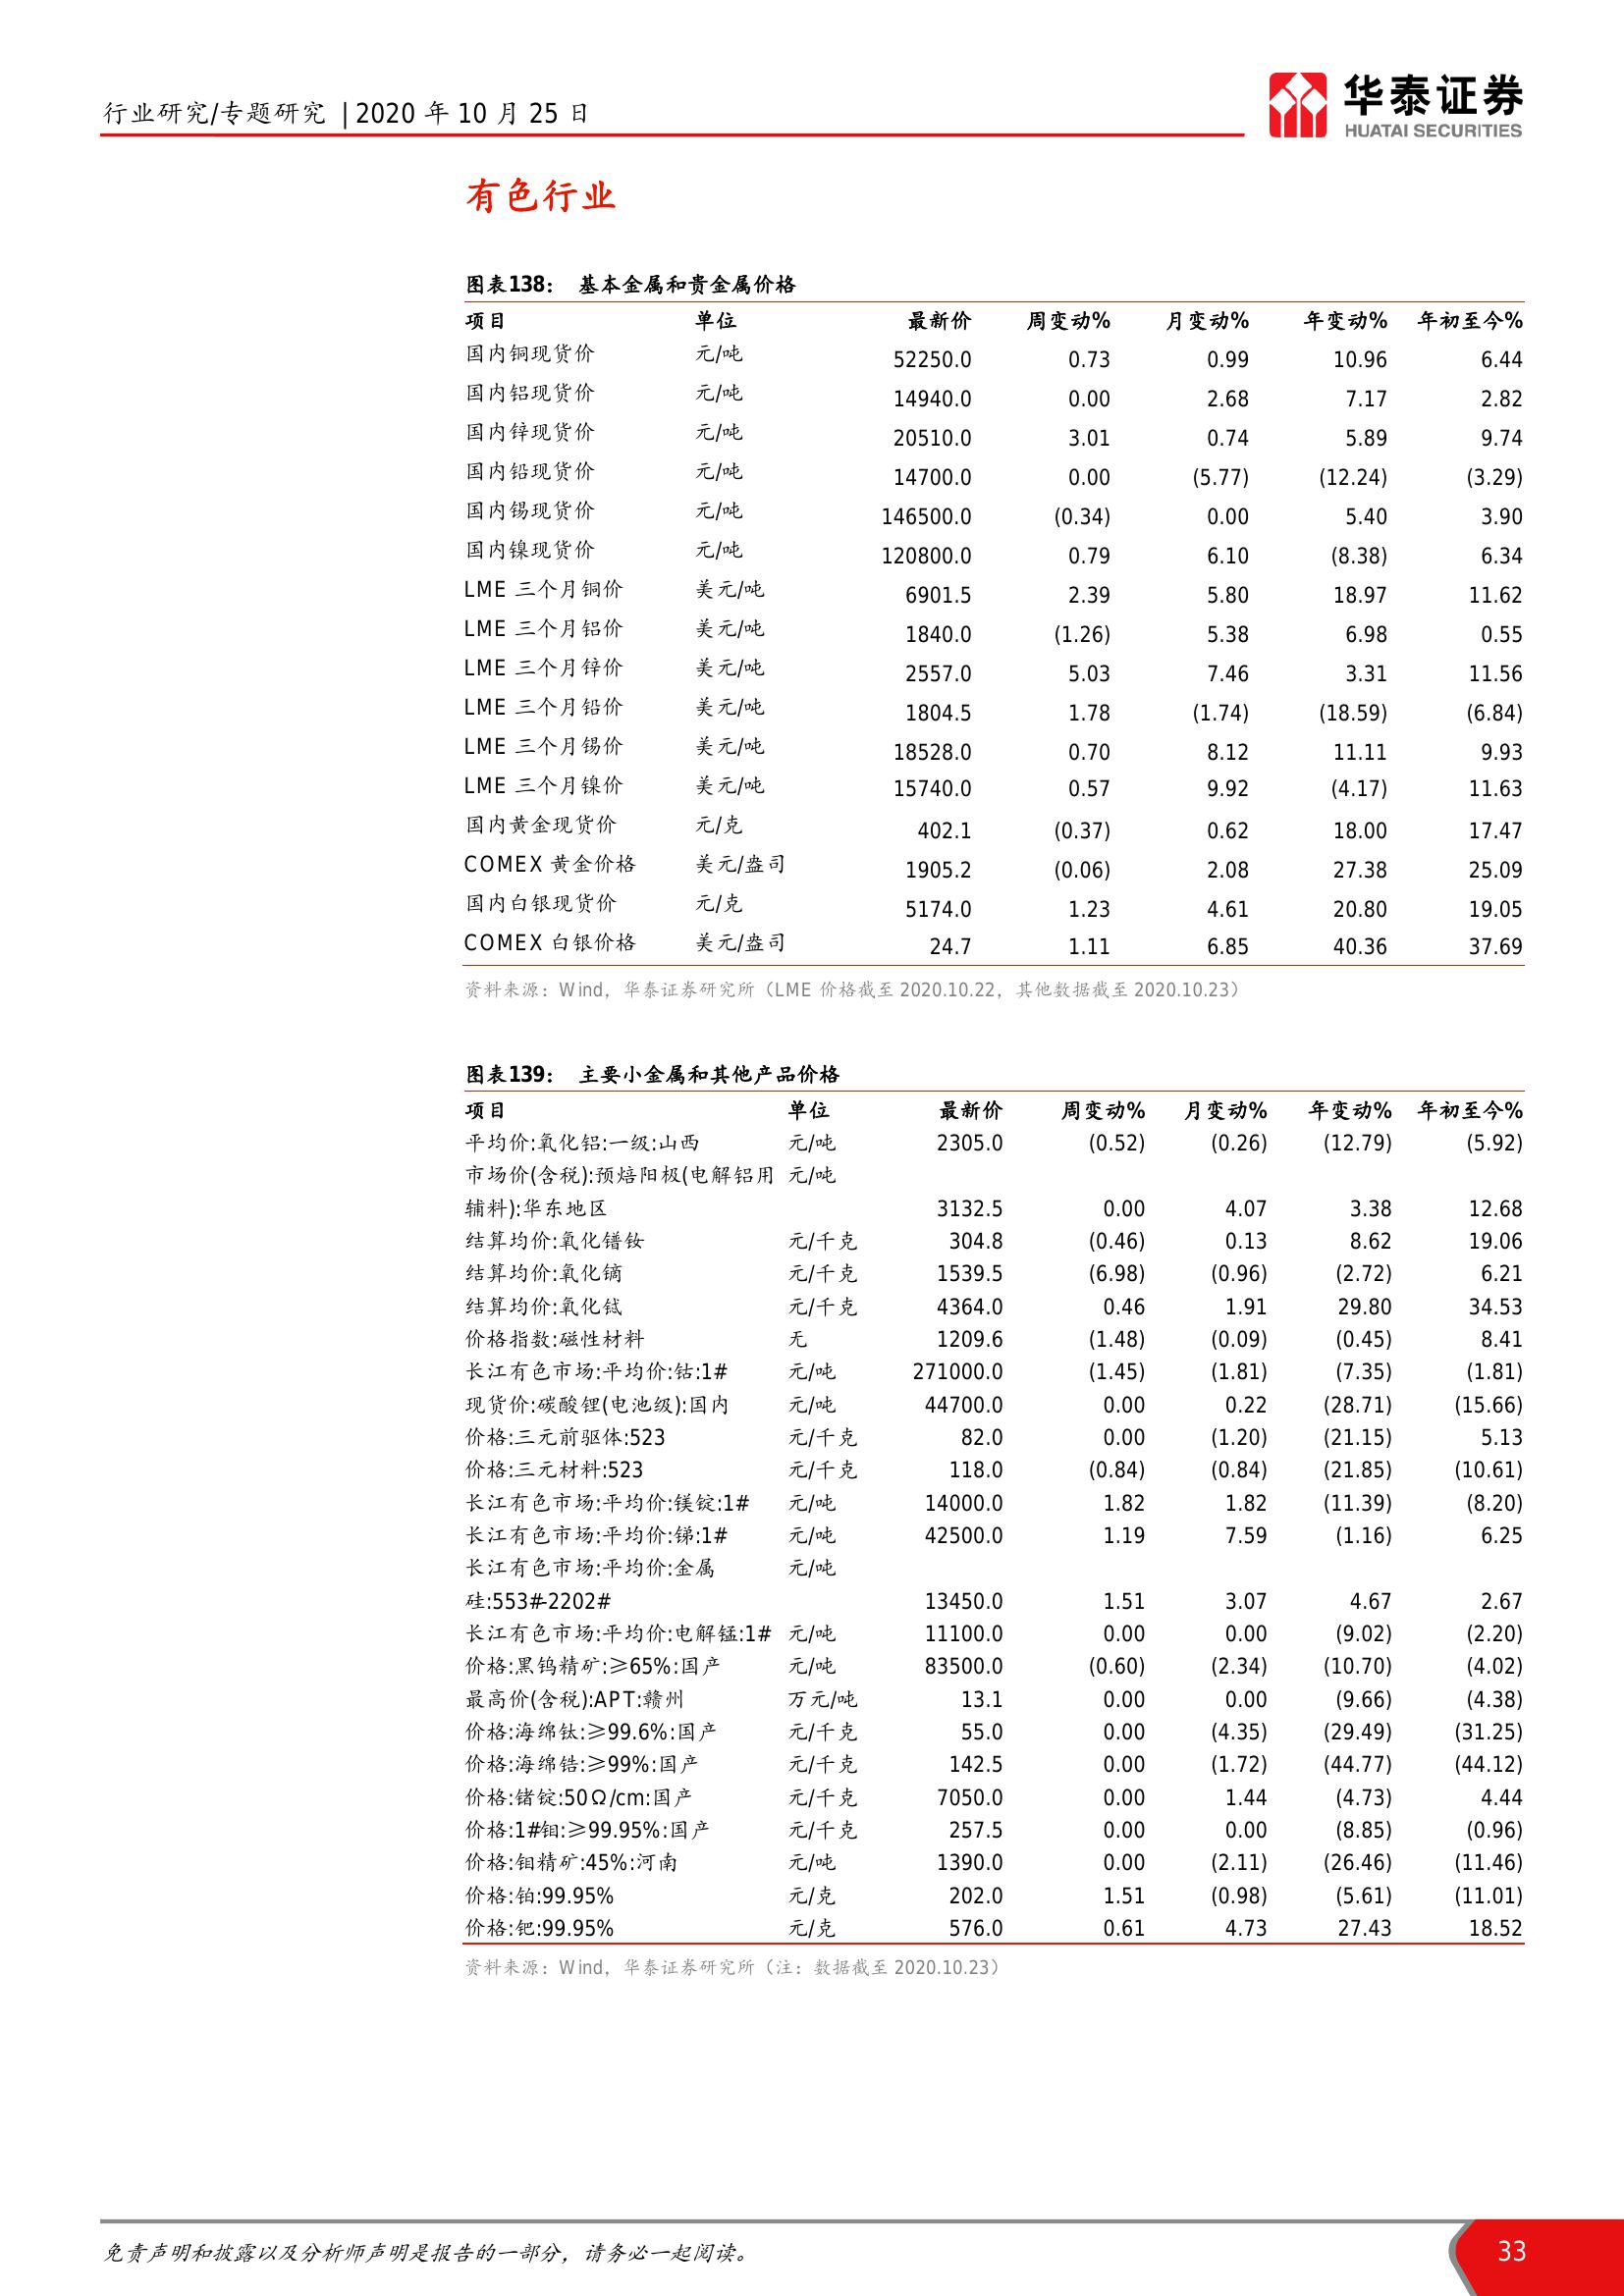 行业研究/专题研究 | 2020 年 10 月 25 日
华泰证券
HUATAI SECURITIES
有色行业
图表138： 基本金属和贵金属价格
项目 单位 最新价 周变动% 月变动% 年变动% 年初至今%
国内铜现货价 元/吨 52250.0 0.73 0.99 10.96 6.44
国内铝现货价 元/吨 14940.0 0.00 2.68 7.17 2.82
国内锌现货价 元/吨 20510.0 3.01 0.74 5.89 9.74
国内铅现货价 元/吨 14700.0 0.00 (5.77) (12.24) (3.29)
国内锡现货价 元/吨 146500.0 (0.34) 0.00 5.40 3.90
国内镍现货价 元/吨 120800.0 0.79 6.10 (8.38) 6.34
LME 三个月铜价 美元/吨 6901.5 2.39 5.80 18.97 11.62
LME 三个月铝价 美元/吨 1840.0 (1.26) 5.38 6.98 0.55
LME 三个月锌价 美元/吨 2557.0 5.03 7.46 3.31 11.56
LME 三个月铅价 美元/吨 1804.5 1.78 (1.74) (18.59) (6.84)
LME 三个月锡价 美元/吨 18528.0 0.70 8.12 11.11 9.93
LME 三个月镍价 美元/吨 15740.0 0.57 9.92 (4.17) 11.63
国内黄金现货价 元/克 402.1 (0.37) 0.62 18.00 17.47
COMEX 黄金价格 美元/盎司 1905.2 (0.06) 2.08 27.38 25.09
国内白银现货价 元/克 5174.0 1.23 4.61 20.80 19.05
COMEX 白银价格 美元/盎司 24.7 1.11 6.85 40.36 37.69
资料来源：Wind，华泰证券研究所（LME 价格截至 2020.10.22，其他数据截至 2020.10.23）
图表139： 主要小金属和其他产品价格
项目 单位 最新价 周变动% 月变动% 年变动% 年初至今%
平均价:氧化铝:一级:山西 元/吨 2305.0 (0.52) (0.26) (12.79) (5.92)
市场价(含税):预焙阳极(电解铝用 元/吨
辅料):华东地区 3132.5 0.00 4.07 3.38 12.68
结算均价:氧化镨钕 元/千克 304.8 (0.46) 0.13 8.62 19.06
结算均价:氧化镝 元/千克 1539.5 (6.98) (0.96) (2.72) 6.21
结算均价:氧化铽 元/千克 4364.0 0.46 1.91 29.80 34.53
价格指数:磁性材料 无 1209.6 (1.48) (0.09) (0.45) 8.41
长江有色市场:平均价:钴:1# 元/吨 271000.0 (1.45) (1.81) (7.35) (1.81)
现货价:碳酸锂(电池级):国内 元/吨 44700.0 0.00 0.22 (28.71) (15.66)
价格:三元前驱体:523 元/千克 82.0 0.00 (1.20) (21.15) 5.13
价格:三元材料:523 元/千克 118.0 (0.84) (0.84) (21.85) (10.61)
长江有色市场:平均价:镁锭:1# 元/吨 14000.0 1.82 1.82 (11.39) (8.20)
长江有色市场:平均价:锑:1# 元/吨 42500.0 1.19 7.59 (1.16) 6.25
长江有色市场:平均价:金属 元/吨
硅:553#-2202# 13450.0 1.51 3.07 4.67 2.67
长江有色市场:平均价:电解锰:1# 元/吨 11100.0 0.00 0.00 (9.02) (2.20)
价格:黑钨精矿:≥65%:国产 元/吨 83500.0 (0.60) (2.34) (10.70) (4.02)
最高价(含税):APT:赣州 万元/吨 13.1 0.00 0.00 (9.66) (4.38)
价格:海绵钛:≥99.6%:国产 元/千克 55.0 0.00 (4.35) (29.49) (31.25)
价格:海绵锆:≥99%:国产 元/千克 142.5 0.00 (1.72) (44.77) (44.12)
价格:锗锭:50Ω/cm:国产 元/千克 7050.0 0.00 1.44 (4.73) 4.44
价格:1#钼:≥99.95%:国产 元/千克 257.5 0.00 0.00 (8.85) (0.96)
价格:钼精矿:45%:河南 元/吨 1390.0 0.00 (2.11) (26.46) (11.46)
价格:铂:99.95% 元/克 202.0 1.51 (0.98) (5.61) (11.01)
价格:钯:99.95% 元/克 576.0 0.61 4.73 27.43 18.52
资料来源：Wind，华泰证券研究所（注：数据截至 2020.10.23）
免责声明和披露以及分析师声明是报告的一部分，请务必一起阅读。 33